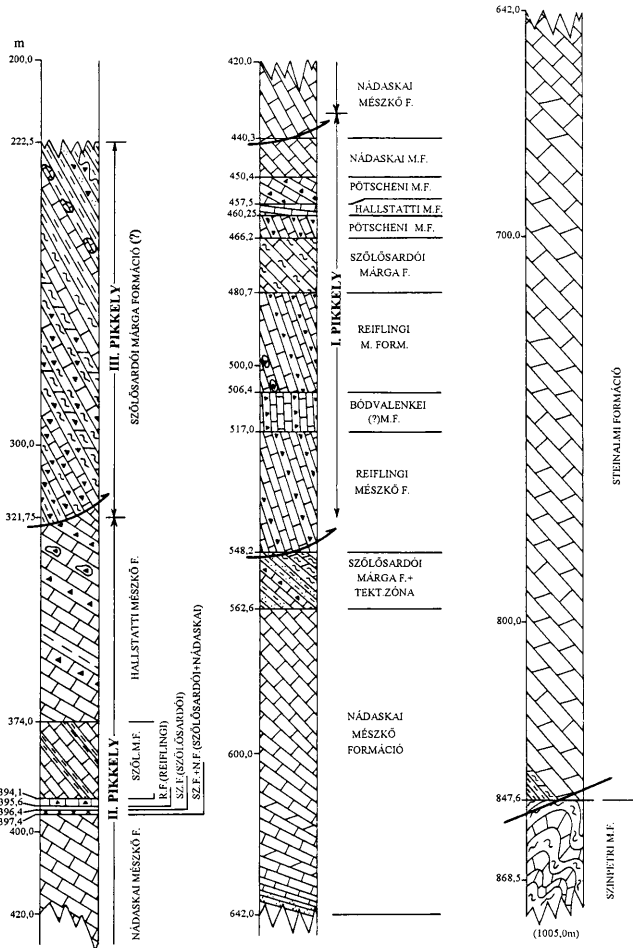 m
200,0
222,5
300,0
321,75
374,0
394,1
395,6
396,4
397,4
400,0
420,0
III. PIKKELY
SZŐLŐSARDÓI MÁRGA FORMÁCIÓ (?)
II. PIKKELY
HALLSTATTI MÉSZKŐ F.
SZŐL.M.F.
R.F.(REIFLINGI)
SZ.F.(SZŐLŐSARDÓI)
SZ.F.+N.F.(SZŐLŐSARDÓI+NÁDASKAI)
NÁDASKAI MÉSZKŐ F.
420,0
440,3
450,4
457,5
460,25
466,2
480,7
500,0
506,4
517,0
548,2
562,6
600,0
642,0
I. PIKKELY
NÁDASKAI
MÉSZKŐ F.
NÁDASKAI M.F.
PÖTSCHENI M.F.
HALLSTATTI M.F.
PÖTSCHENI M.F.
SZŐLŐSARDÓI
MÁRGA F.
REIFLINGI
M. FORM.
BÓDVALENKEI
(?)M.F.
REIFLINGI
MÉSZKŐ F.
SZŐLŐSARDÓI
MÁRGA F.+
TEKT.ZÓNA
NÁDASKAI
MÉSZKŐ
FORMÁCIÓ
642,0
700,0
800,0
847,6
868,5
(1005,0m)
STEINALMI FORMÁCIÓ
SZINPETRI M.F.